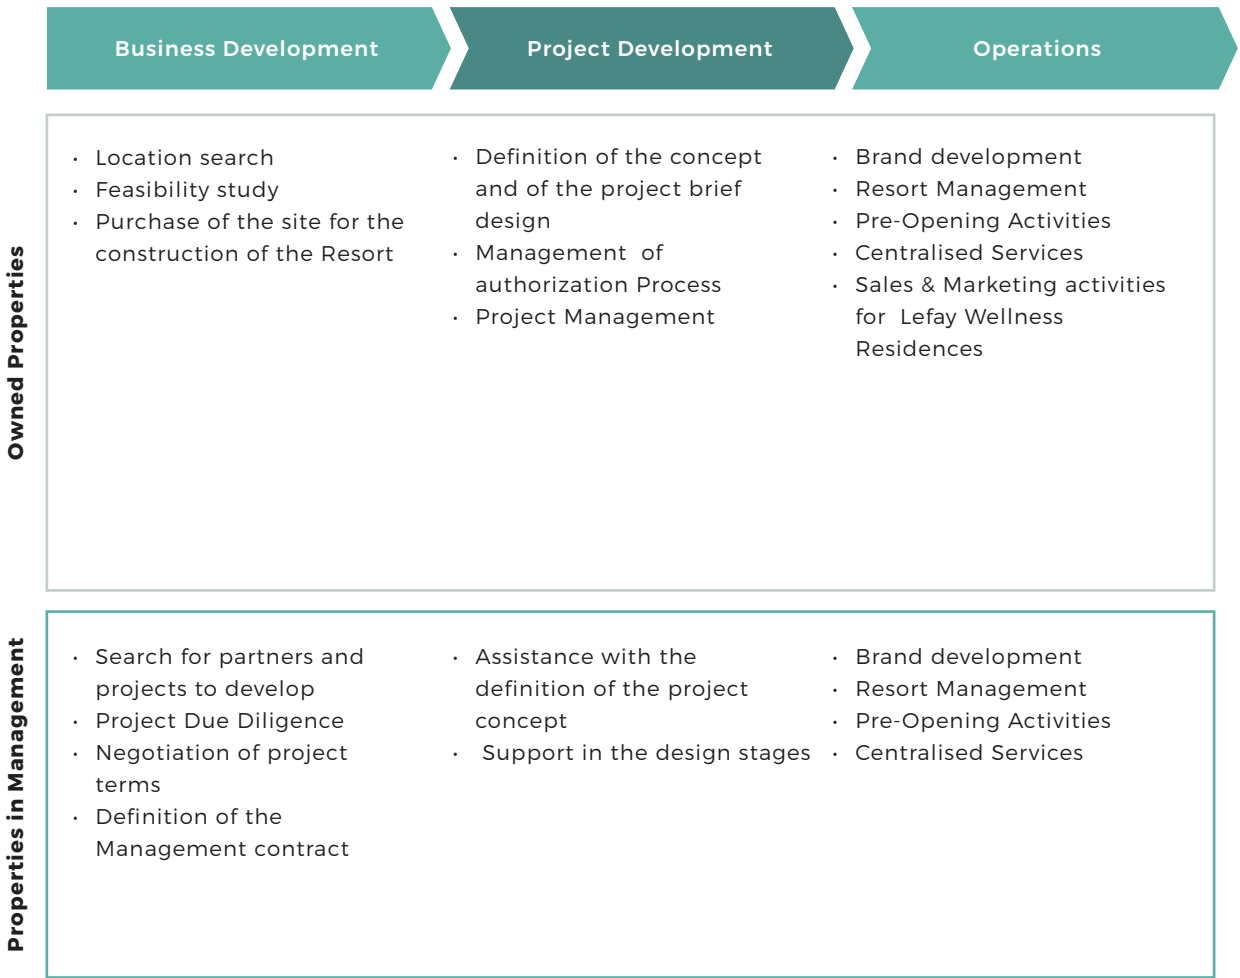 Business Development
Project Development
Operations
Owned Properties
• Location search
• Feasibility study
• Purchase of the site for the
construction of the Resort
• Definition of the concept
and of the project brief
design
• Management  of
authorization Process
• Project Management
• Brand development
• Resort Management
• Pre-Opening Activities
• Centralised Services
• Sales & Marketing activities
for  Lefay Wellness
Residences
Properties in Management
• Search for partners and
projects to develop
• Project Due Diligence
• Negotiation of project
terms
• Definition of the
Management contract
• Assistance with the
definition of the project
concept
• Support in the design stages
• Brand development
• Resort Management
• Pre-Opening Activities
• Centralised Services